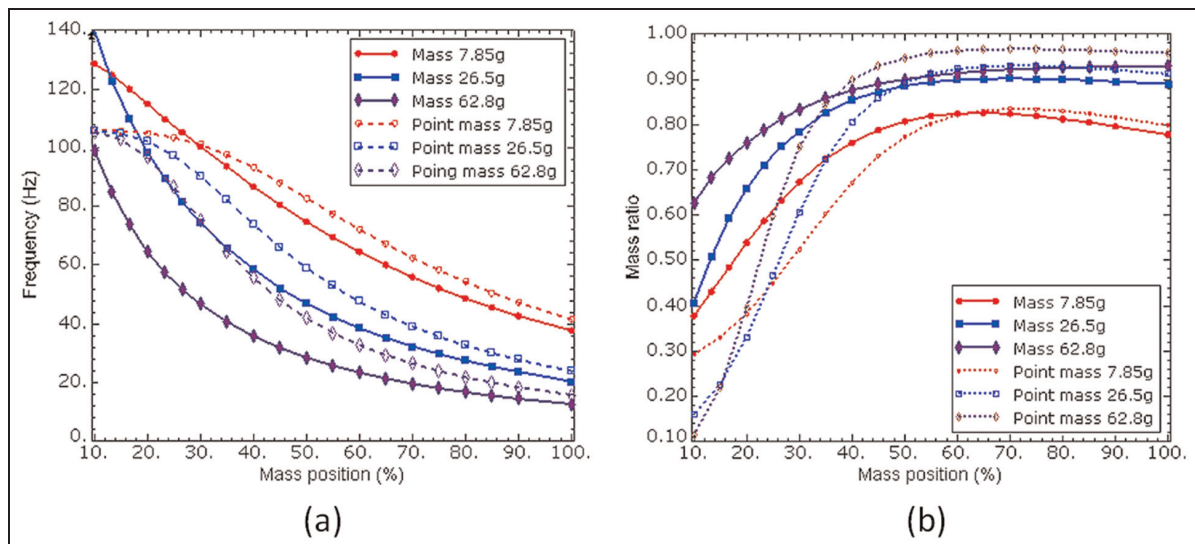 140.
120.
100.
80.
60.
40.
20.
0.
Frequency (Hz)
10. 20. 30. 40. 50. 60. 70. 80. 90. 100.
Mass position (%)
Mass 7.85g
Mass 26.5g
Mass 62.8g
Point mass 7.85g
Point mass 26.5g
Poing mass 62.8g
(a)
1.00
0.90
0.80
0.70
0.60
0.50
0.40
0.30
0.20
0.10
Mass ratio
10. 20. 30. 40. 50. 60. 70. 80. 90. 100.
Mass position (%)
Mass 7.85g
Mass 26.5g
Mass 62.8g
Point mass 7.85g
Point mass 26.5g
Point mass 62.8g
(b)